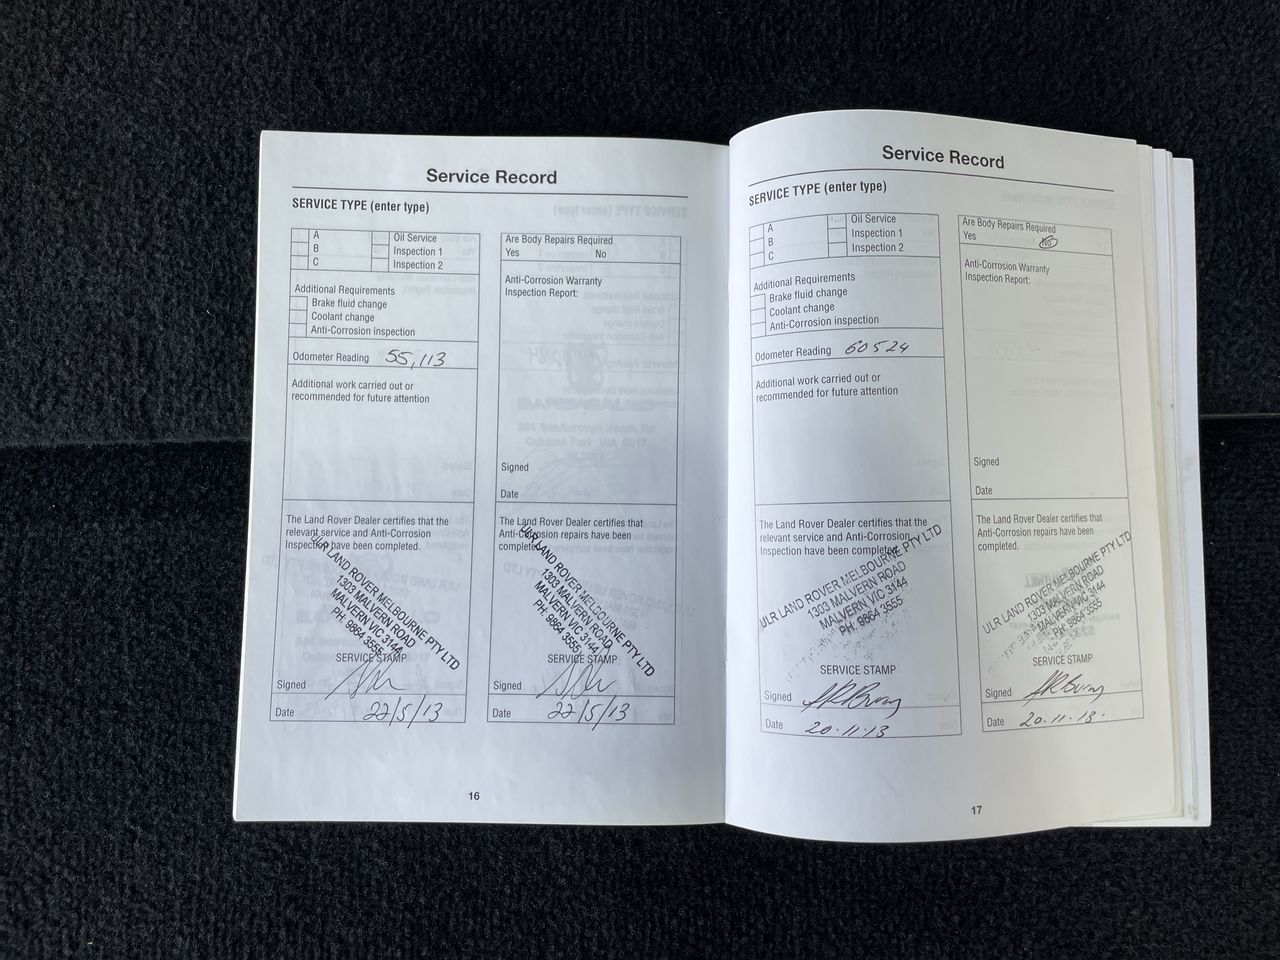 Service Record
SERVICE TYPE (enter type)
A
B
C
Oil Service
Inspection 1
Inspection 2
Additional Requirements
Brake fluid change
Coolant change
Anti-Corrosion inspection
Odometer Reading 55,113
Additional work carried out or
recommended for future attention
The Land Rover Dealer certifies that the
relevant service and Anti-Corrosion
Inspection have been completed.
ULR LAND ROVER MELBOURNE PTY LTD
1303 MALVERN ROAD
MALVERN VIC 3144
PH: 9864 3555
SERVICE STAMP
Signed
Date 22/5/13
Are Body Repairs Required
Yes No
Anti-Corrosion Warranty
Inspection Report:
Signed
Date
The Land Rover Dealer certifies that
Anti-Corrosion repairs have been
completed.
ULR LAND ROVER MELBOURNE PTY LTD
1303 MALVERN ROAD
MALVERN VIC 3144
PH: 9864 3555
SERVICE STAMP
Signed
Date 22/5/13
16
Service Record
SERVICE TYPE (enter type)
A
B
C
Oil Service
Inspection 1
Inspection 2
Additional Requirements
Brake fluid change
Coolant change
Anti-Corrosion inspection
Odometer Reading 60524
Additional work carried out or
recommended for future attention
The Land Rover Dealer certifies that the
relevant service and Anti-Corrosion
Inspection have been completed.
ULR LAND ROVER MELBOURNE PTY LTD
1303 MALVERN ROAD
MALVERN VIC 3144
PH: 9864 3555
SERVICE STAMP
Signed
Date 20.11.13
Are Body Repairs Required
Yes No
Anti-Corrosion Warranty
Inspection Report:
Signed
Date
The Land Rover Dealer certifies that
Anti-Corrosion repairs have been
completed.
ULR LAND ROVER MELBOURNE PTY LTD
1303 MALVERN ROAD
MALVERN VIC 3144
PH: 9864 3555
SERVICE STAMP
Signed
Date 20.11.13.
17